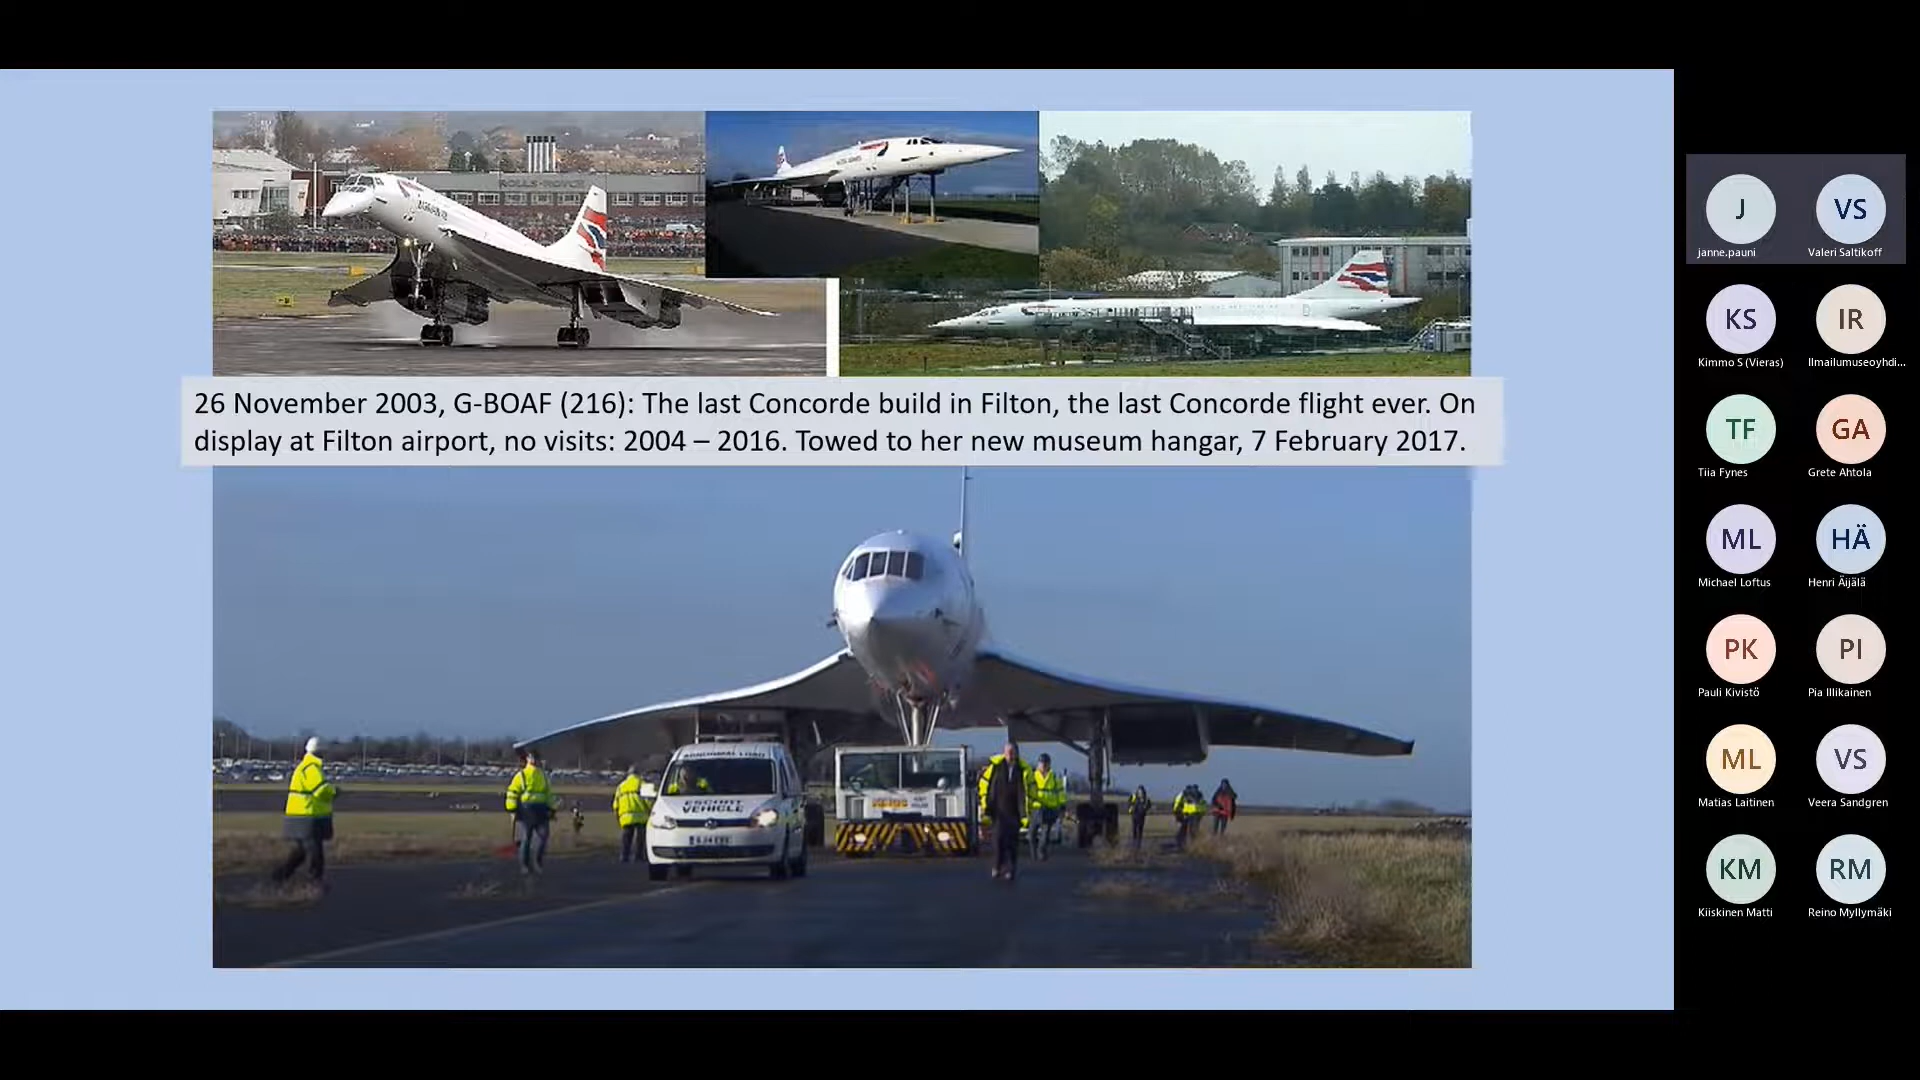 ROLLS-ROYCE
26 November 2003, G-BOAF (216): The last Concorde build in Filton, the last Concorde flight ever. On
display at Filton airport, no visits: 2004 – 2016. Towed to her new museum hangar, 7 February 2017.
ABNORMAL LOAD
ESCORT
VEHICLE
J
janne.pauni
VS
Valeri Saltikoff
KS
Kimmo S (Vieras)
IR
Ilmailumuseoyhdi...
TF
Tiia Fynes
GA
Grete Ahtola
ML
Michael Loftus
HÄ
Henri Äijälä
PK
Pauli Kivistö
PI
Pia Illikainen
ML
Matias Laitinen
VS
Veera Sandgren
KM
Kiiskinen Matti
RM
Reino Myllymäki